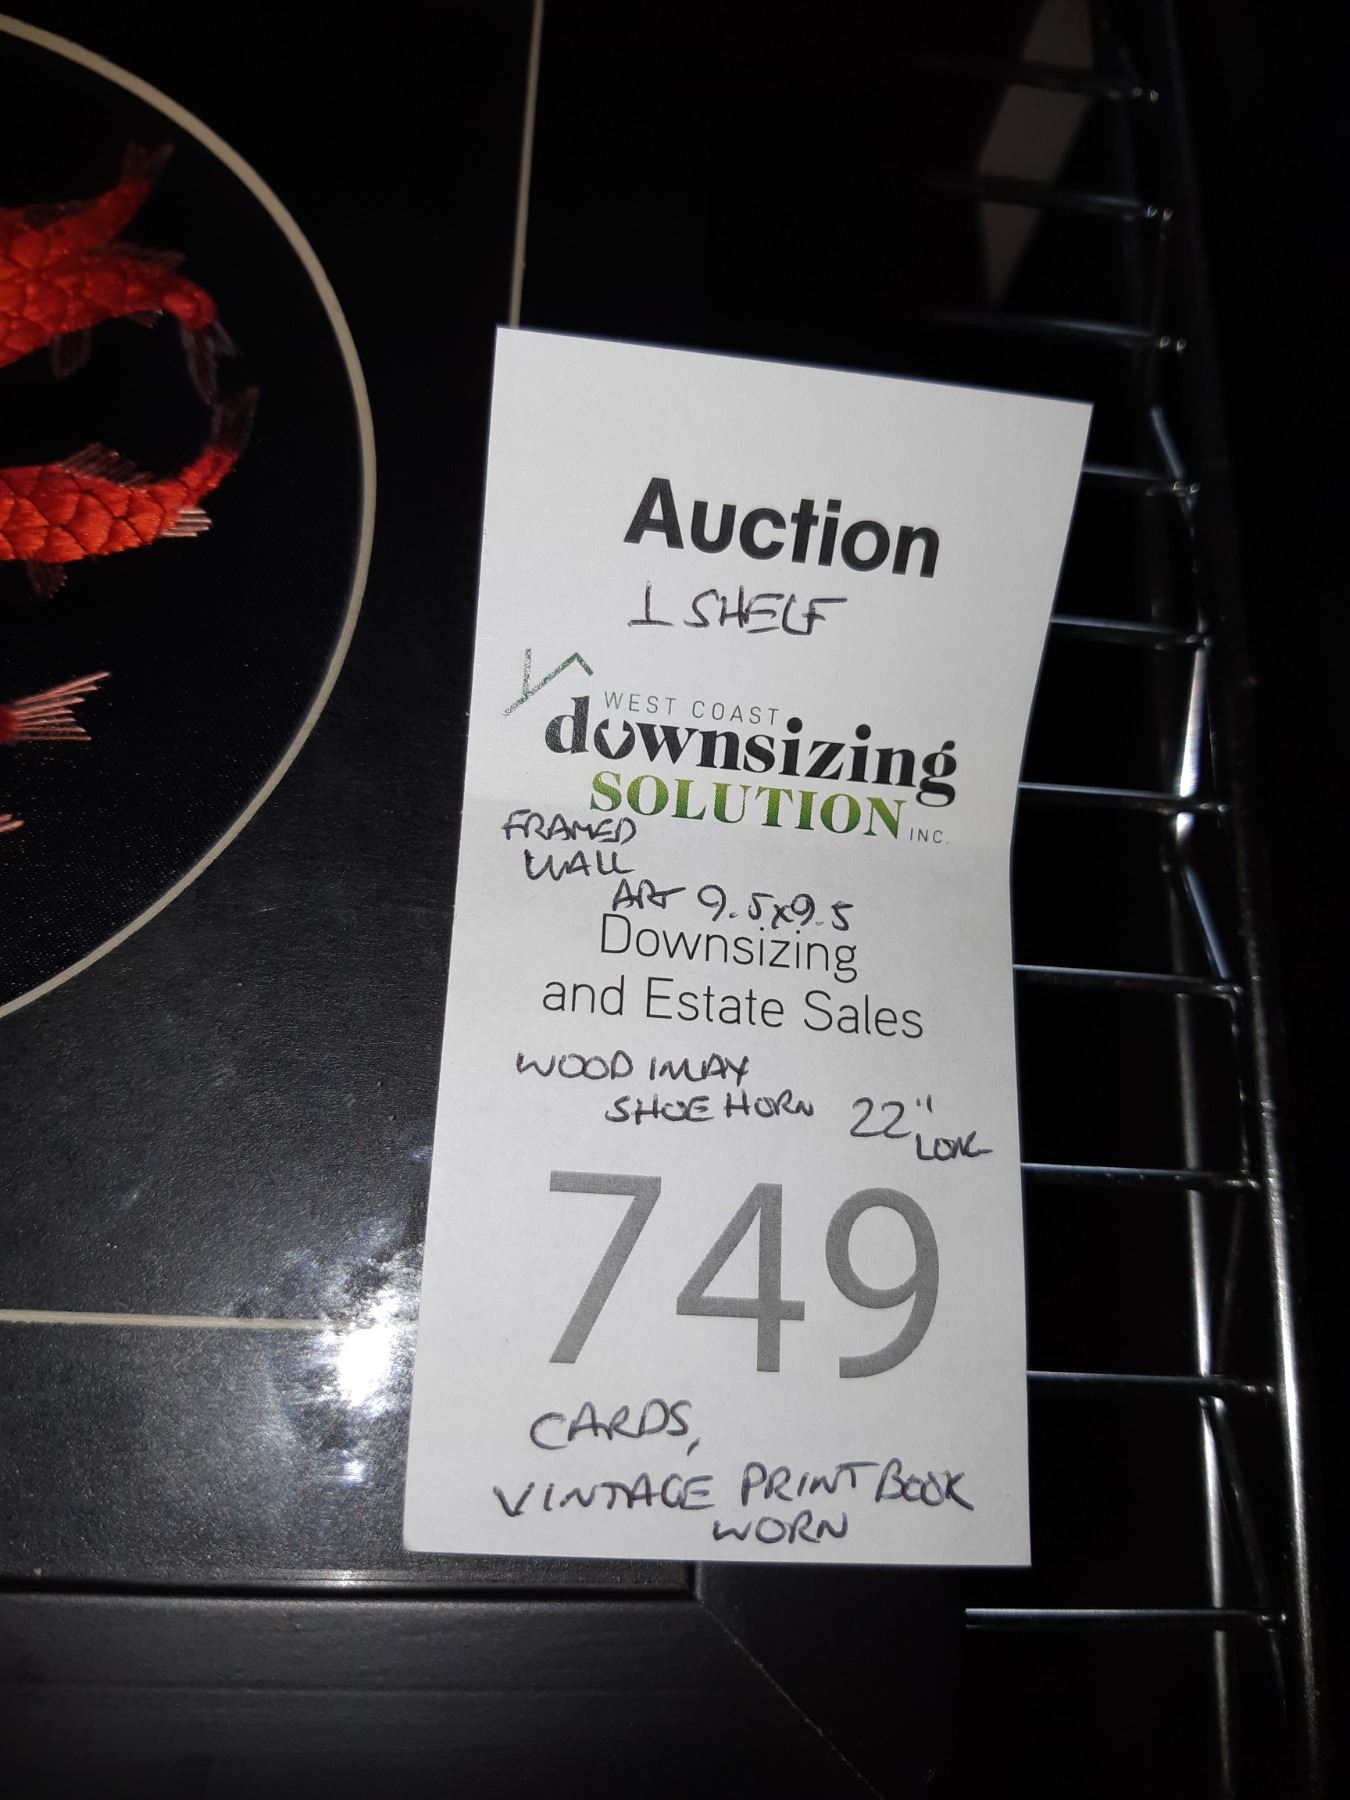 Auction
1 SHELF
WEST COAST
downsizing
SOLUTION INC.
FRAMED
WALL
ART 9.5x9.5
Downsizing
and Estate Sales
WOOD INLAY
SHOE HORN 22"
LONG
749
CARDS,
VINTAGE PRINT BOOK
WORN